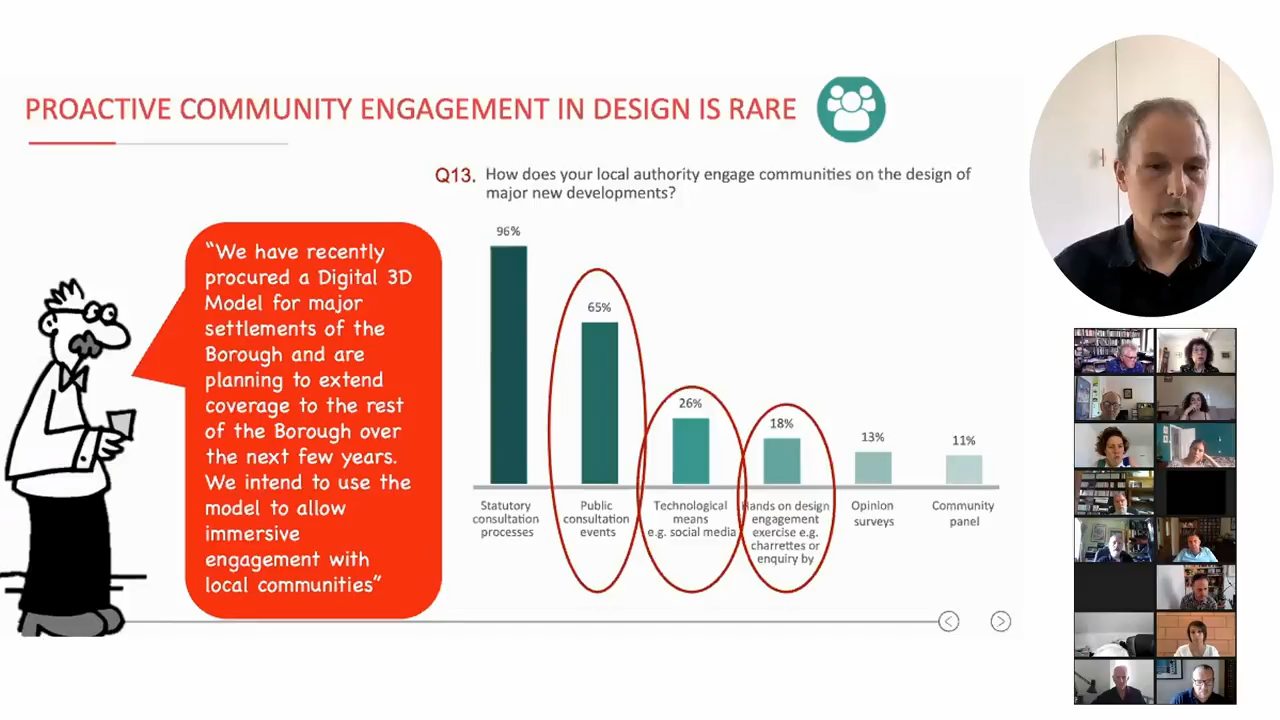 PROACTIVE COMMUNITY ENGAGEMENT IN DESIGN IS RARE
Q13. How does your local authority engage communities on the design of
major new developments?
"We have recently
procured a Digital 3D
Model for major
settlements of the
Borough and are
planning to extend
coverage to the rest
of the Borough over
the next few years.
We intend to use the
model to allow
immersive
engagement with
local communities"
96%
65%
26%
18%
13%
11%
Statutory
consultation
processes
Public
consultation
events
Technological
means
e.g. social media
Hands on design
engagement
exercise e.g.
charrettes or
enquiry by
Opinion
surveys
Community
panel